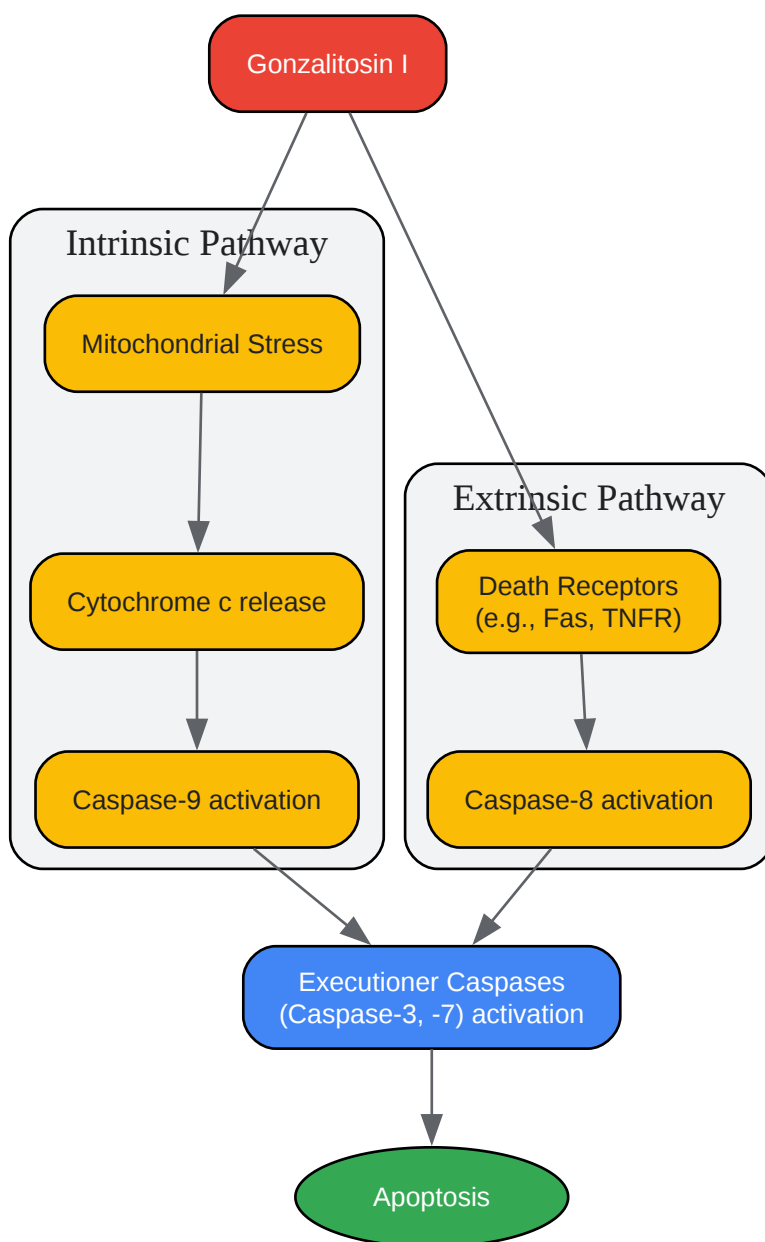 Gonzalitosin I
Intrinsic Pathway
Mitochondrial Stress
Cytochrome c release
Caspase-9 activation
Extrinsic Pathway
Death Receptors
(e.g., Fas, TNFR)
Caspase-8 activation
Executioner Caspases
(Caspase-3, -7) activation
Apoptosis